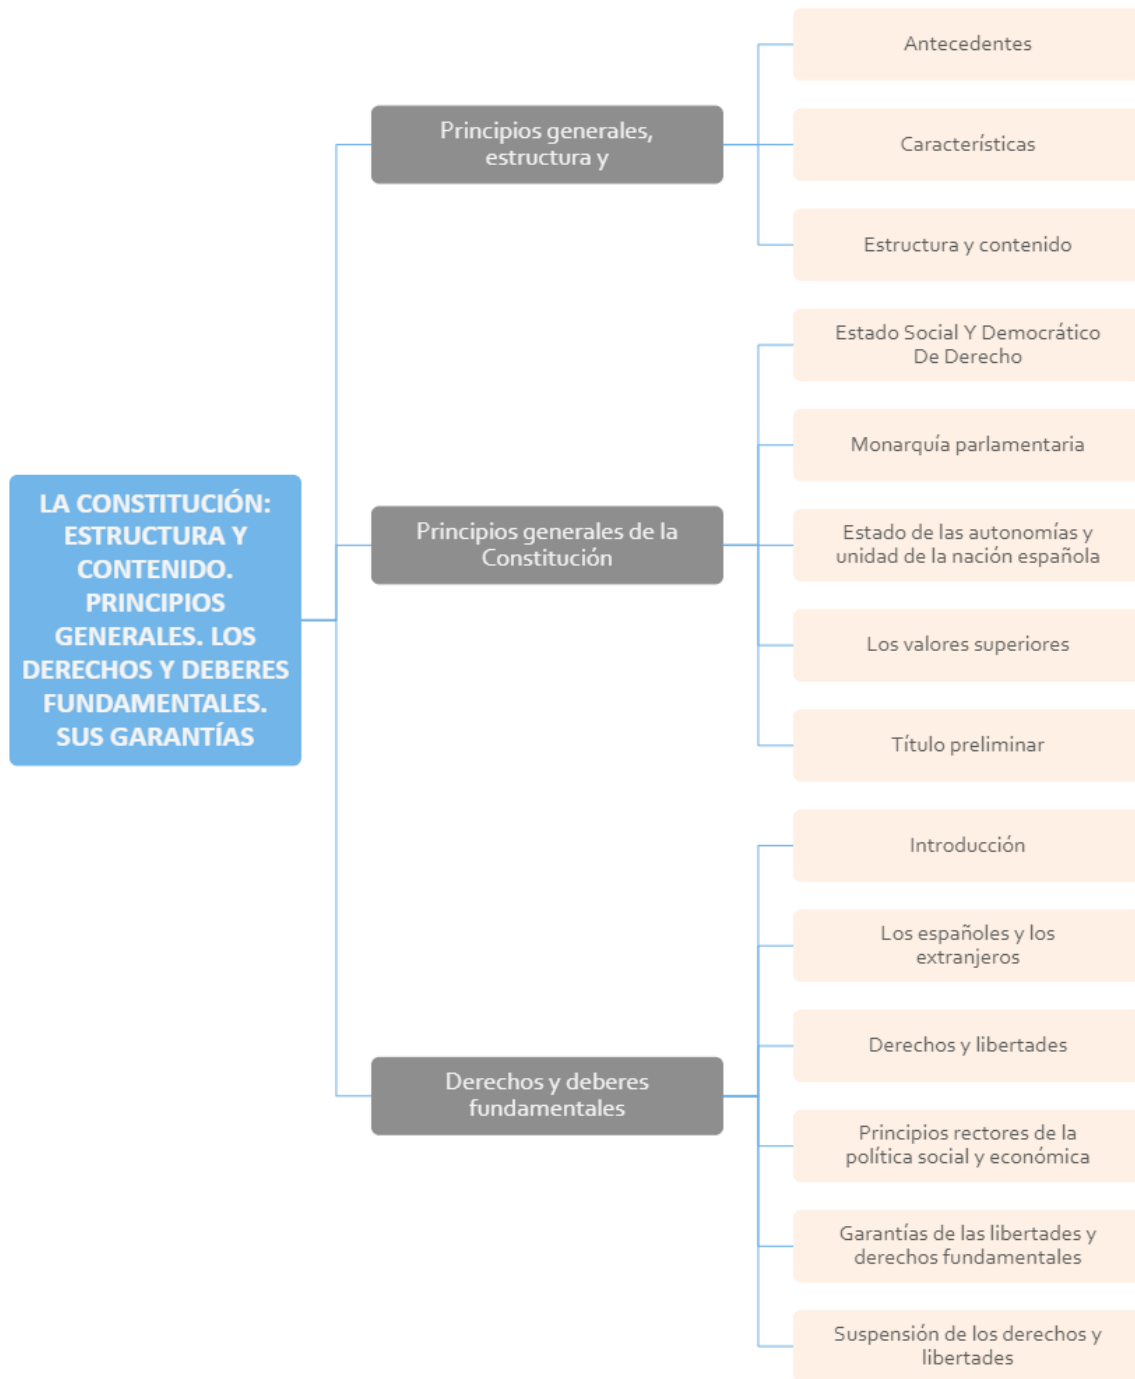 LA CONSTITUCIÓN:
ESTRUCTURA Y
CONTENIDO.
PRINCIPIOS
GENERALES. LOS
DERECHOS Y DEBERES
FUNDAMENTALES.
SUS GARANTÍAS
Principios generales,
estructura y
Antecedentes
Características
Estructura y contenido
Principios generales de la
Constitución
Estado Social Y Democrático
De Derecho
Monarquía parlamentaria
Estado de las autonomías y
unidad de la nación española
Los valores superiores
Título preliminar
Derechos y deberes
fundamentales
Introducción
Los españoles y los
extranjeros
Derechos y libertades
Principios rectores de la
política social y económica
Garantías de las libertades y
derechos fundamentales
Suspensión de los derechos y
libertades